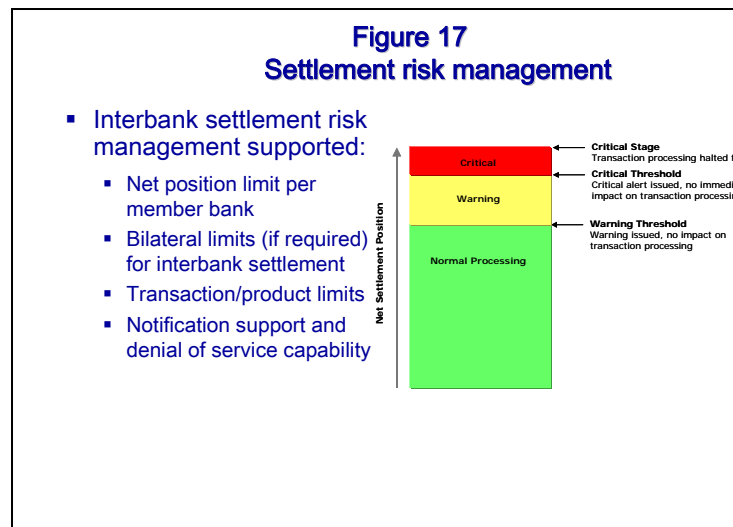 Figure 17
Settlement risk management
▪ Interbank settlement risk
management supported:
▪ Net position limit per
member bank
▪ Bilateral limits (if required)
for interbank settlement
▪ Transaction/product limits
▪ Notification support and
denial of service capability
Net Settlement Position
Critical
Warning
Normal Processing
Critical Stage
Transaction processing halted
Critical Threshold
Critical alert issued, no
impact on transaction
Warning Threshold
Warning issued, no impact on
transaction processing